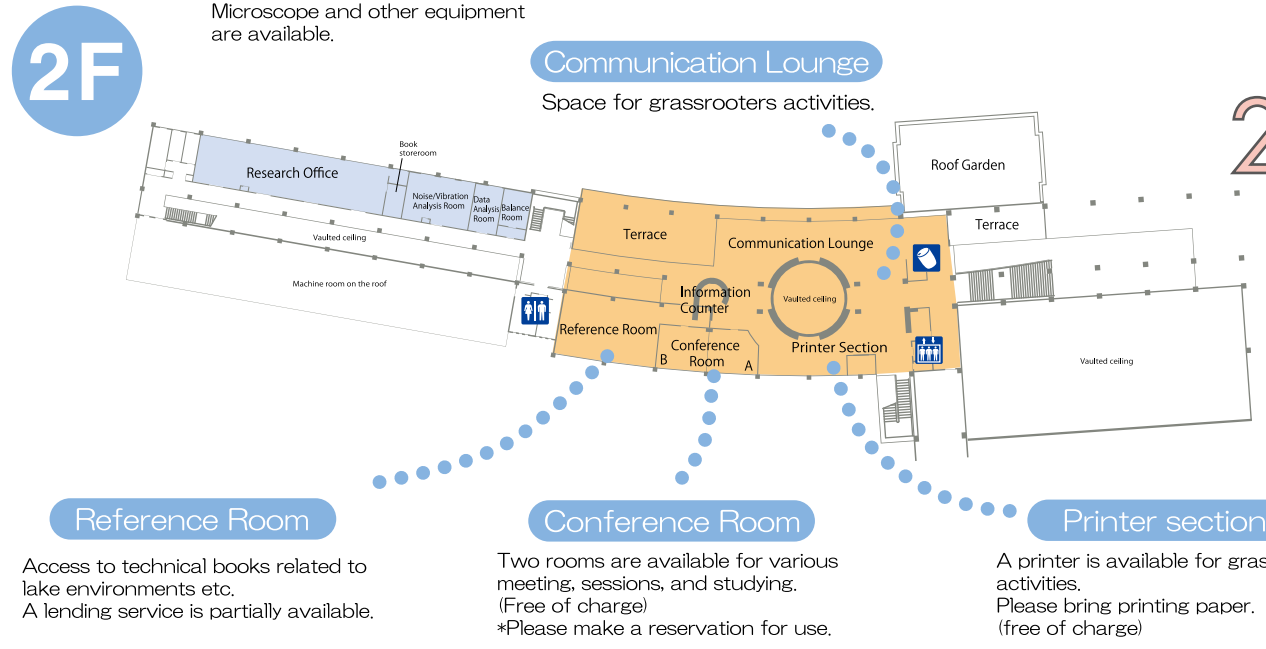 Microscope and other equipment
are available.
2F
Communication Lounge
Space for grassrooters activities.
2
Book
storeroom
Research Office
Noise/Vibration
Analysis Room
Data
Analysis
Room
Balance
Room
Vaulted ceiling
Machine room on the roof
Terrace
Communication Lounge
Roof Garden
Terrace
Information
Counter
Vaulted ceiling
Reference Room
Conference
Room
B
A
Printer Section
Vaulted ceiling
Reference Room
Access to technical books related to
lake environments etc.
A lending service is partially available.
Conference Room
Two rooms are available for various
meeting, sessions, and studying.
(Free of charge)
*Please make a reservation for use.
Printer section
A printer is available for gras
activities.
Please bring printing paper.
(free of charge)